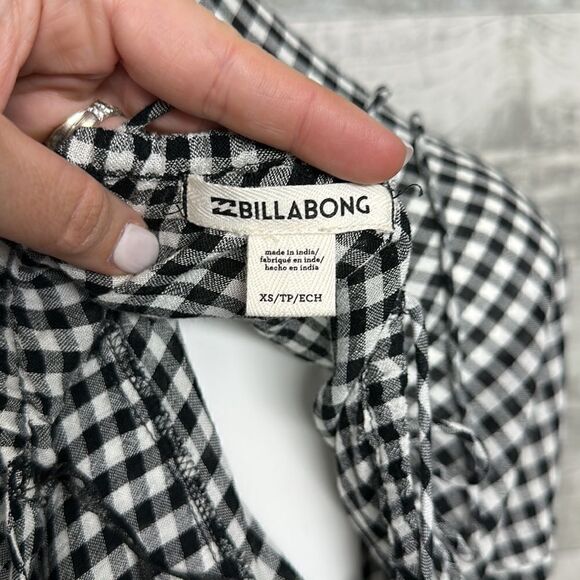 BILLABONG
made in india/
fabriqué en inde/
hecho en india
XS/TP/ECH